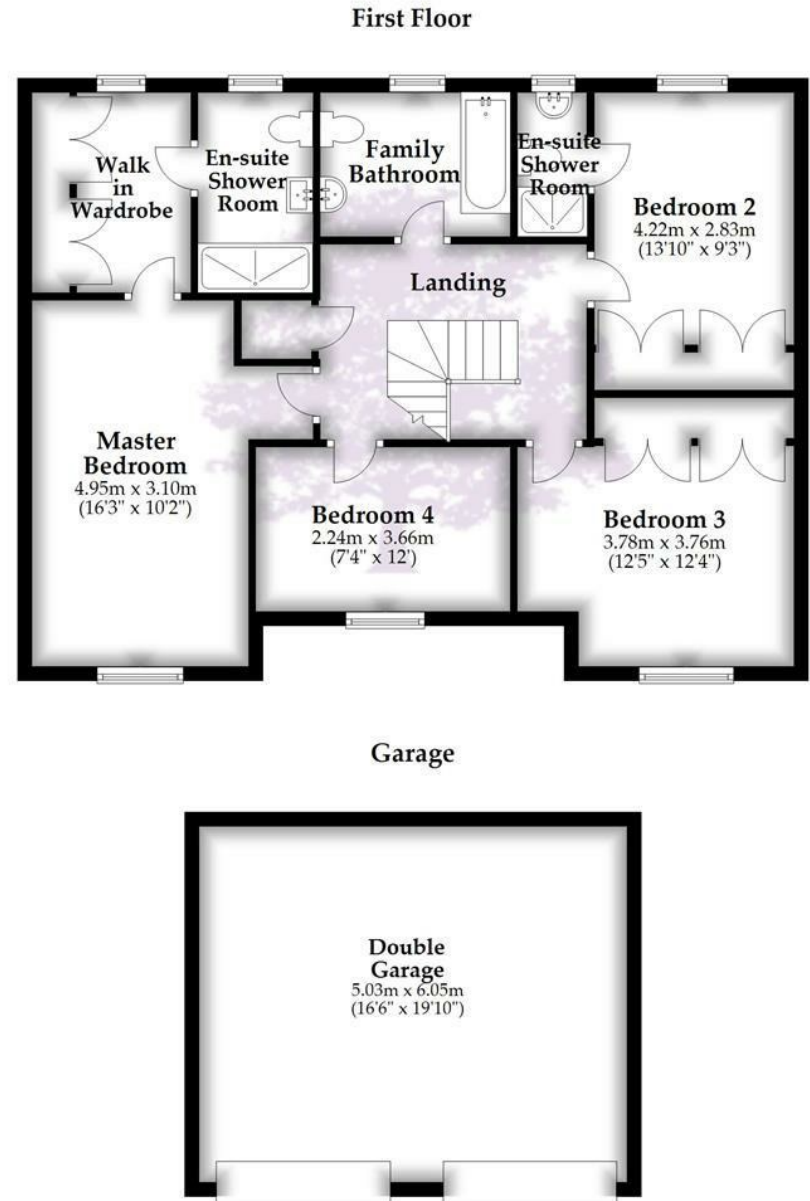 First Floor
Walk
in
Wardrobe
En-suite
Shower
Room
Family
Bathroom
En-suite
Shower
Room
Bedroom 2
4.22m x 2.83m
(13'10" x 9'3")
Landing
Master
Bedroom
4.95m x 3.10m
(16'3" x 10'2")
Bedroom 4
2.24m x 3.66m
(7'4" x 12')
Bedroom 3
3.78m x 3.76m
(12'5" x 12'4")
Garage
Double
Garage
5.03m x 6.05m
(16'6" x 19'10")